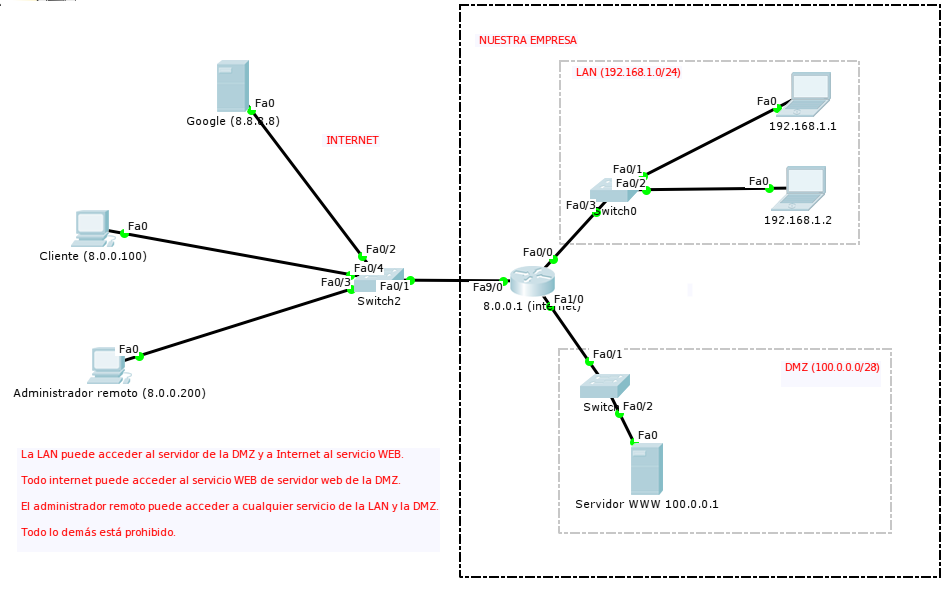 NUESTRA EMPRESA
LAN (192.168.1.0/24)
Fa0
192.168.1.1
Fa0/1
Fa0/2
Fa0
Fa0/3
Switch0
192.168.1.2
Fa0
Google (8.8.8.8)
INTERNET
Fa0
Cliente (8.0.0.100)
Fa0/2
Fa0/4
Fa0/3
Fa0/1
Switch2
Fa0/0
Fa9/0
Fa1/0
8.0.0.1 (internet)
Fa0
Administrador remoto (8.0.0.200)
Fa0/1
DMZ (100.0.0.0/28)
Switch
Fa0/2
Fa0
Servidor WWW 100.0.0.1
La LAN puede acceder al servidor de la DMZ y a Internet al servicio WEB.
Todo internet puede acceder al servicio WEB de servidor web de la DMZ.
El administrador remoto puede acceder a cualquier servicio de la LAN y la DMZ.
Todo lo demás está prohibido.